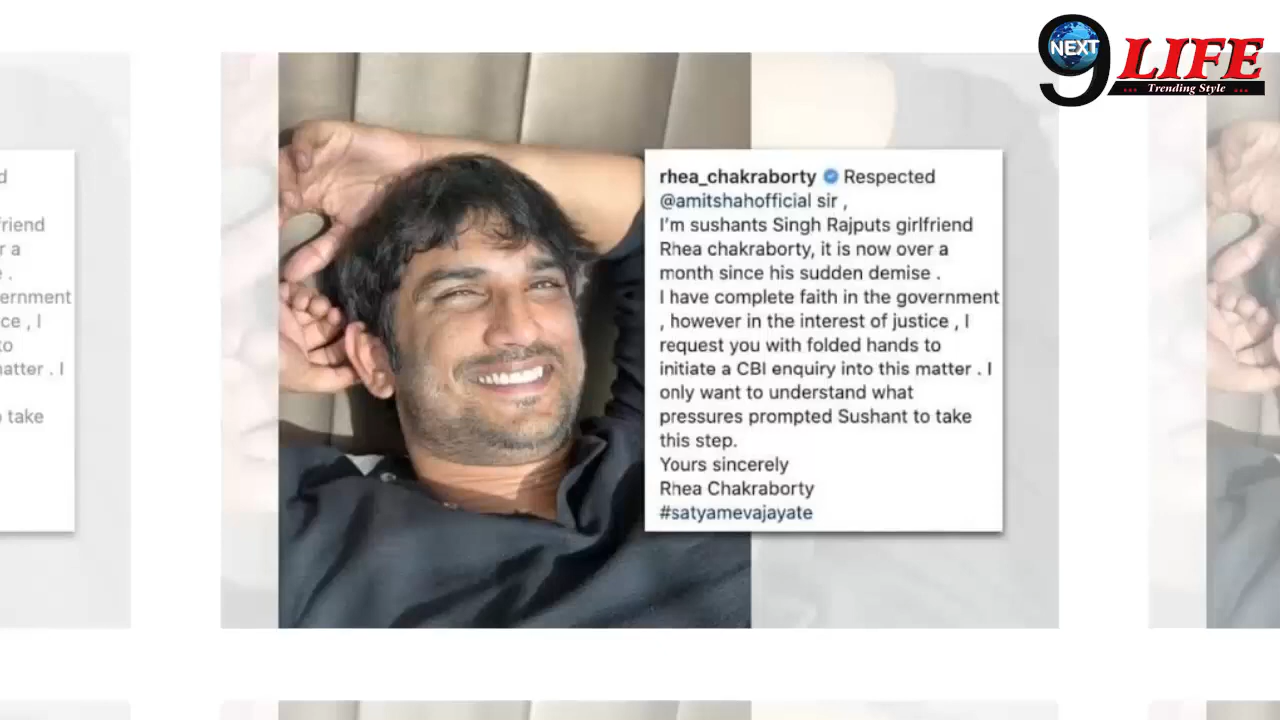 NEXT
9 LIFE
... Trending Style ...
rhea_chakraborty Respected
@amitshahofficial sir ,
I'm sushants Singh Rajputs girlfriend
Rhea chakraborty, it is now over a
month since his sudden demise .
I have complete faith in the government
, however in the interest of justice , I
request you with folded hands to
initiate a CBI enquiry into this matter . I
only want to understand what
pressures prompted Sushant to take
this step.
Yours sincerely
Rhea Chakraborty
#satyamevajayate